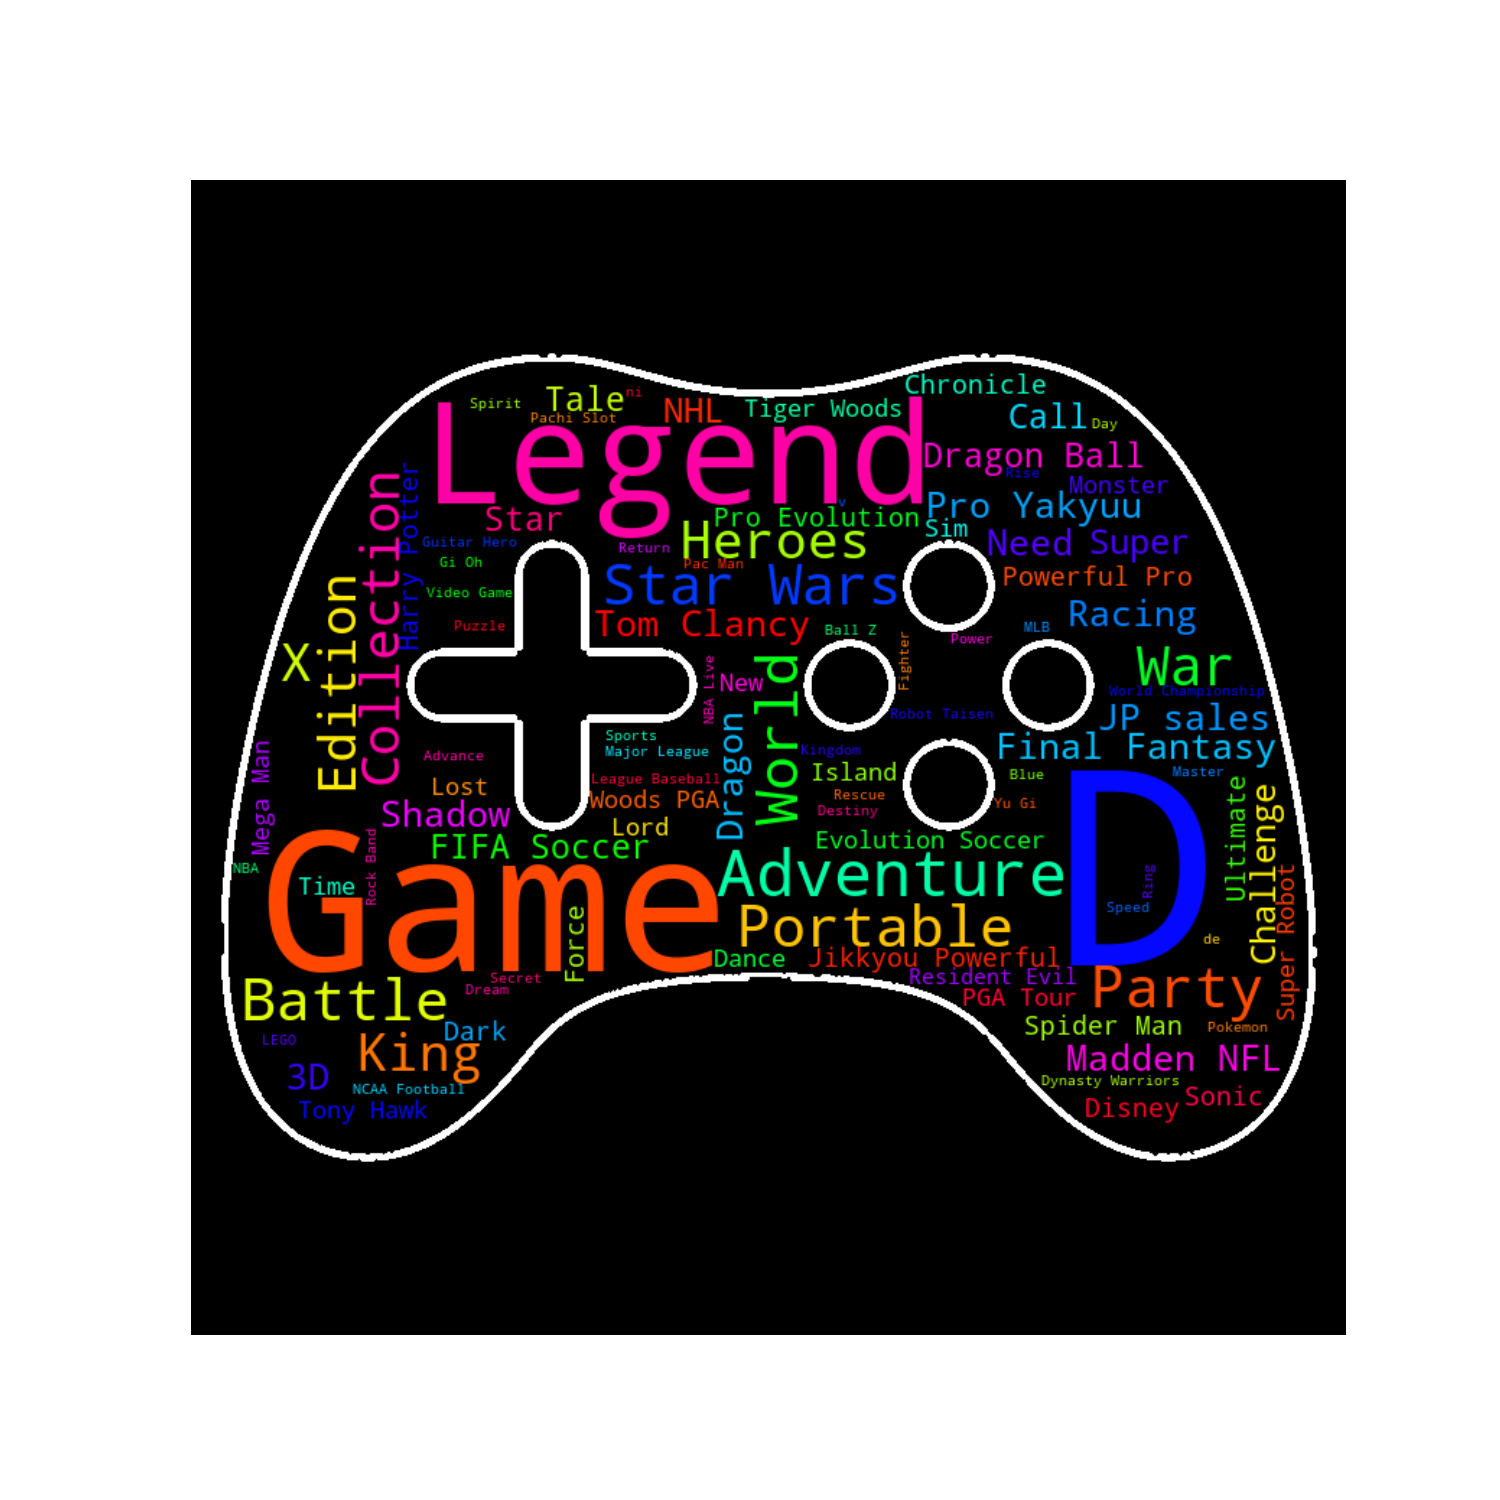 Chronicle
Spirit
Tale
ni
Pachi Slot
NHL
Tiger Woods
Call
Day
Legend
Dragon Ball
Rise
Monster
Collection
Harry Potter
Star
v
Pro Evolution
Pro Yakyuu
Sim
Guitar Hero
Return
Heroes
Need Super
Gi Oh
Pac Man
Star Wars
Powerful Pro
Edition
Video Game
Puzzle
Tom Clancy
Ball Z
Power
MLB
Racing
X
Fighter
NBA Live
New
World
War
World Championship
Robot Taisen
JP sales
Sports
Major League
Dragon
Kingdom
Final Fantasy
Mega Man
Advance
Lost
League Baseball
Island
Blue
Master
Woods PGA
Rescue
Yu Gi
Destiny
Shadow
Lord
Ultimate
Challenge
FIFA Soccer
Evolution Soccer
Rock Band
NBA
Time
Game
Adventure
D
Ring
Speed
Super Robot
Force
Portable
de
Dance
Jikkyou Powerful
Resident Evil
Secret
Dream
Battle
PGA Tour
Party
Dark
Spider Man
Pokemon
LEGO
King
Madden NFL
3D
NCAA Football
Dynasty Warriors
Tony Hawk
Disney
Sonic